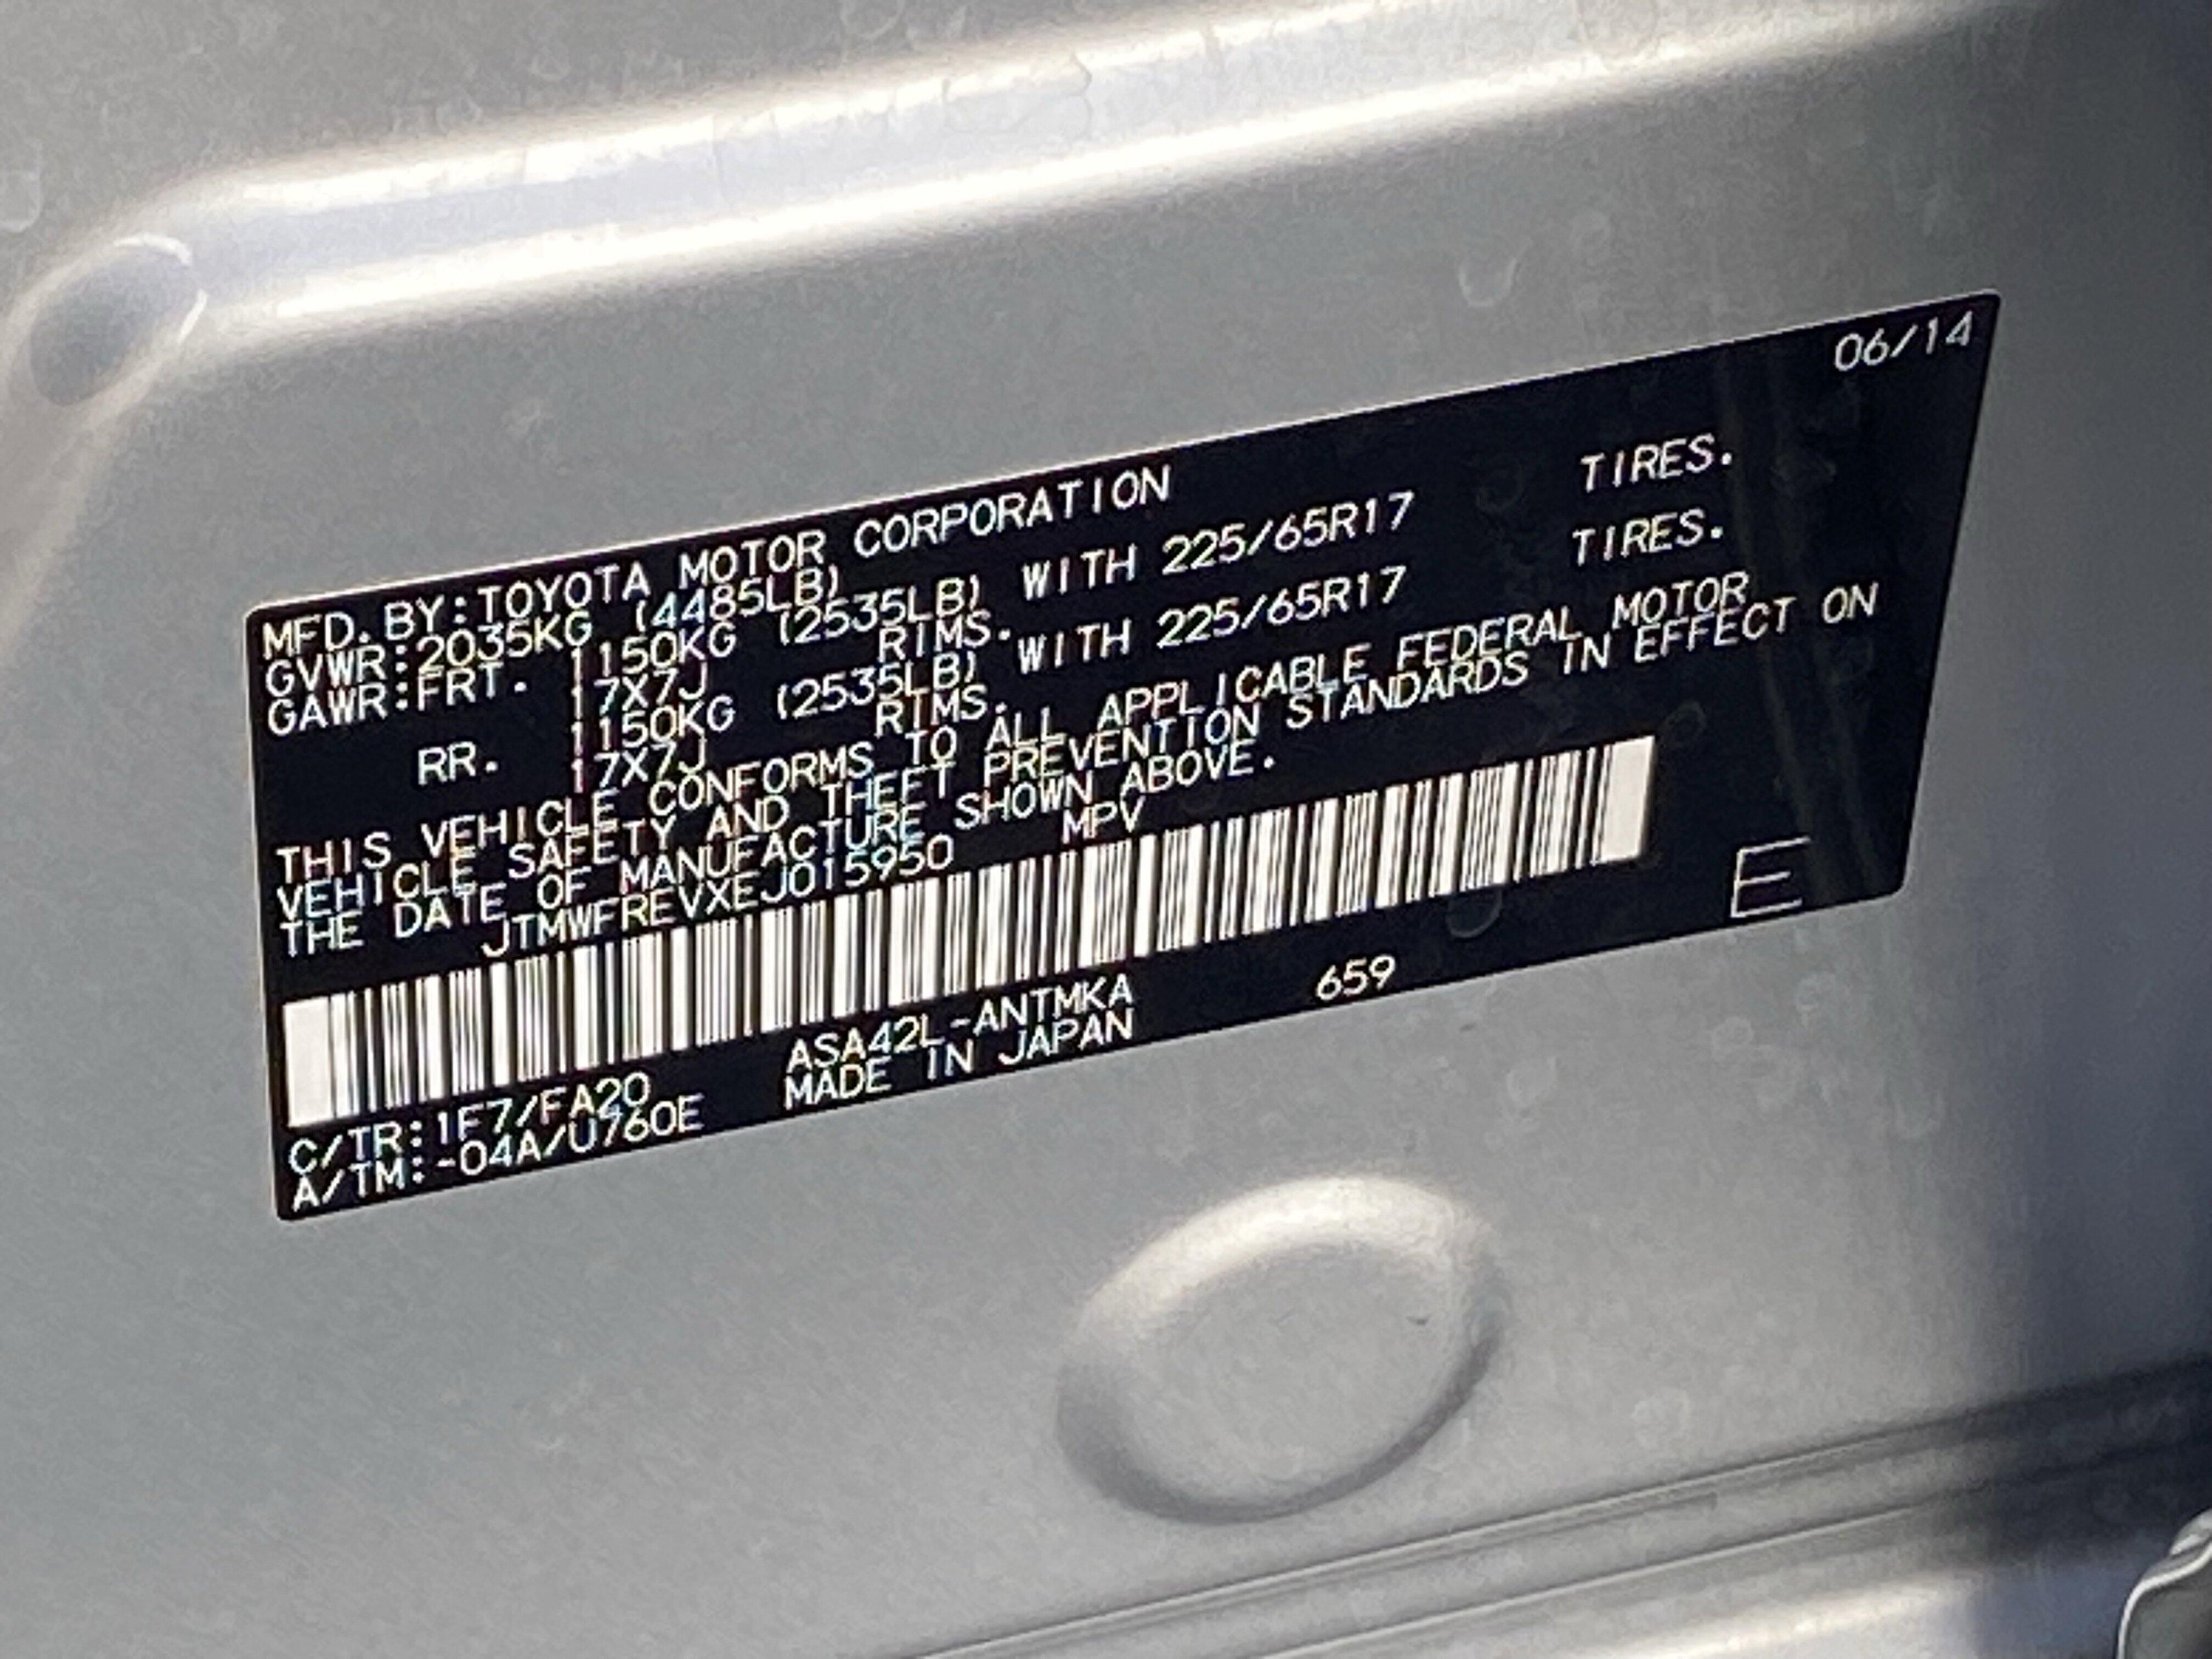 06/14
MFD.BY:TOYOTA MOTOR CORPORATION
GVWR:2035KG (4485LB)
GAWR:FRT. 1150KG (2535LB) WITH 225/65R17 TIRES.
17X7J RIMS.
RR. 1150KG (2535LB) WITH 225/65R17 TIRES.
17X7J RIMS.
THIS VEHICLE CONFORMS TO ALL APPLICABLE FEDERAL MOTOR
VEHICLE SAFETY AND THEFT PREVENTION STANDARDS IN EFFECT ON
THE DATE OF MANUFACTURE SHOWN ABOVE.
JTMWFREVXEJ015950 MPV
E
C/TR:1F7/FA20 ASA42L-ANTMKA 659
A/TM:-04A/U760E MADE IN JAPAN